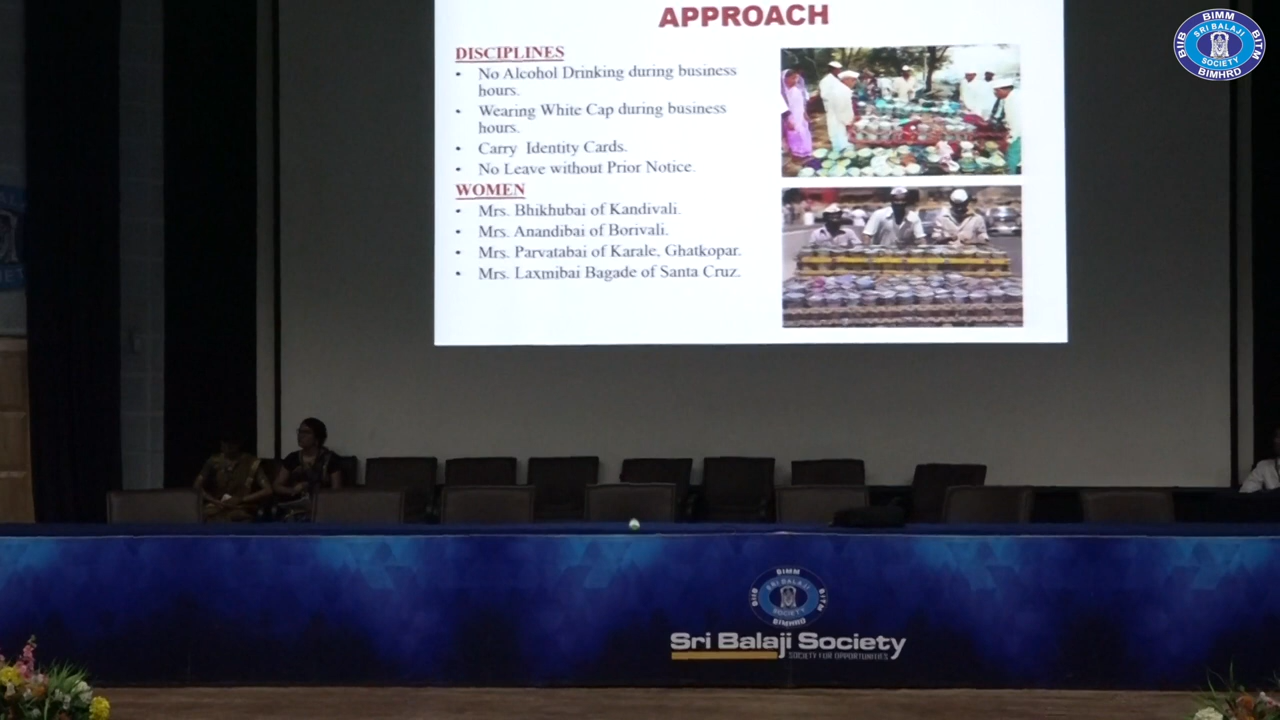 APPROACH
DISCIPLINES
• No Alcohol Drinking during business
hours.
• Wearing White Cap during business
hours.
• Carry Identity Cards.
• No Leave without Prior Notice.
WOMEN
• Mrs. Bhikhubai of Kandivali.
• Mrs. Anandibai of Borivali.
• Mrs. Parvatabai of Karale, Ghatkopar.
• Mrs. Laxmibai Bagade of Santa Cruz.
BIMM
BIIB
SRI BALAJI
SOCIETY
BITM
BIMHRD
BIMM
BIIB
SRI BALAJI
SOCIETY
BITM
BIMHRD
Sri Balaji Society
SOCIETY FOR OPPORTUNITIES